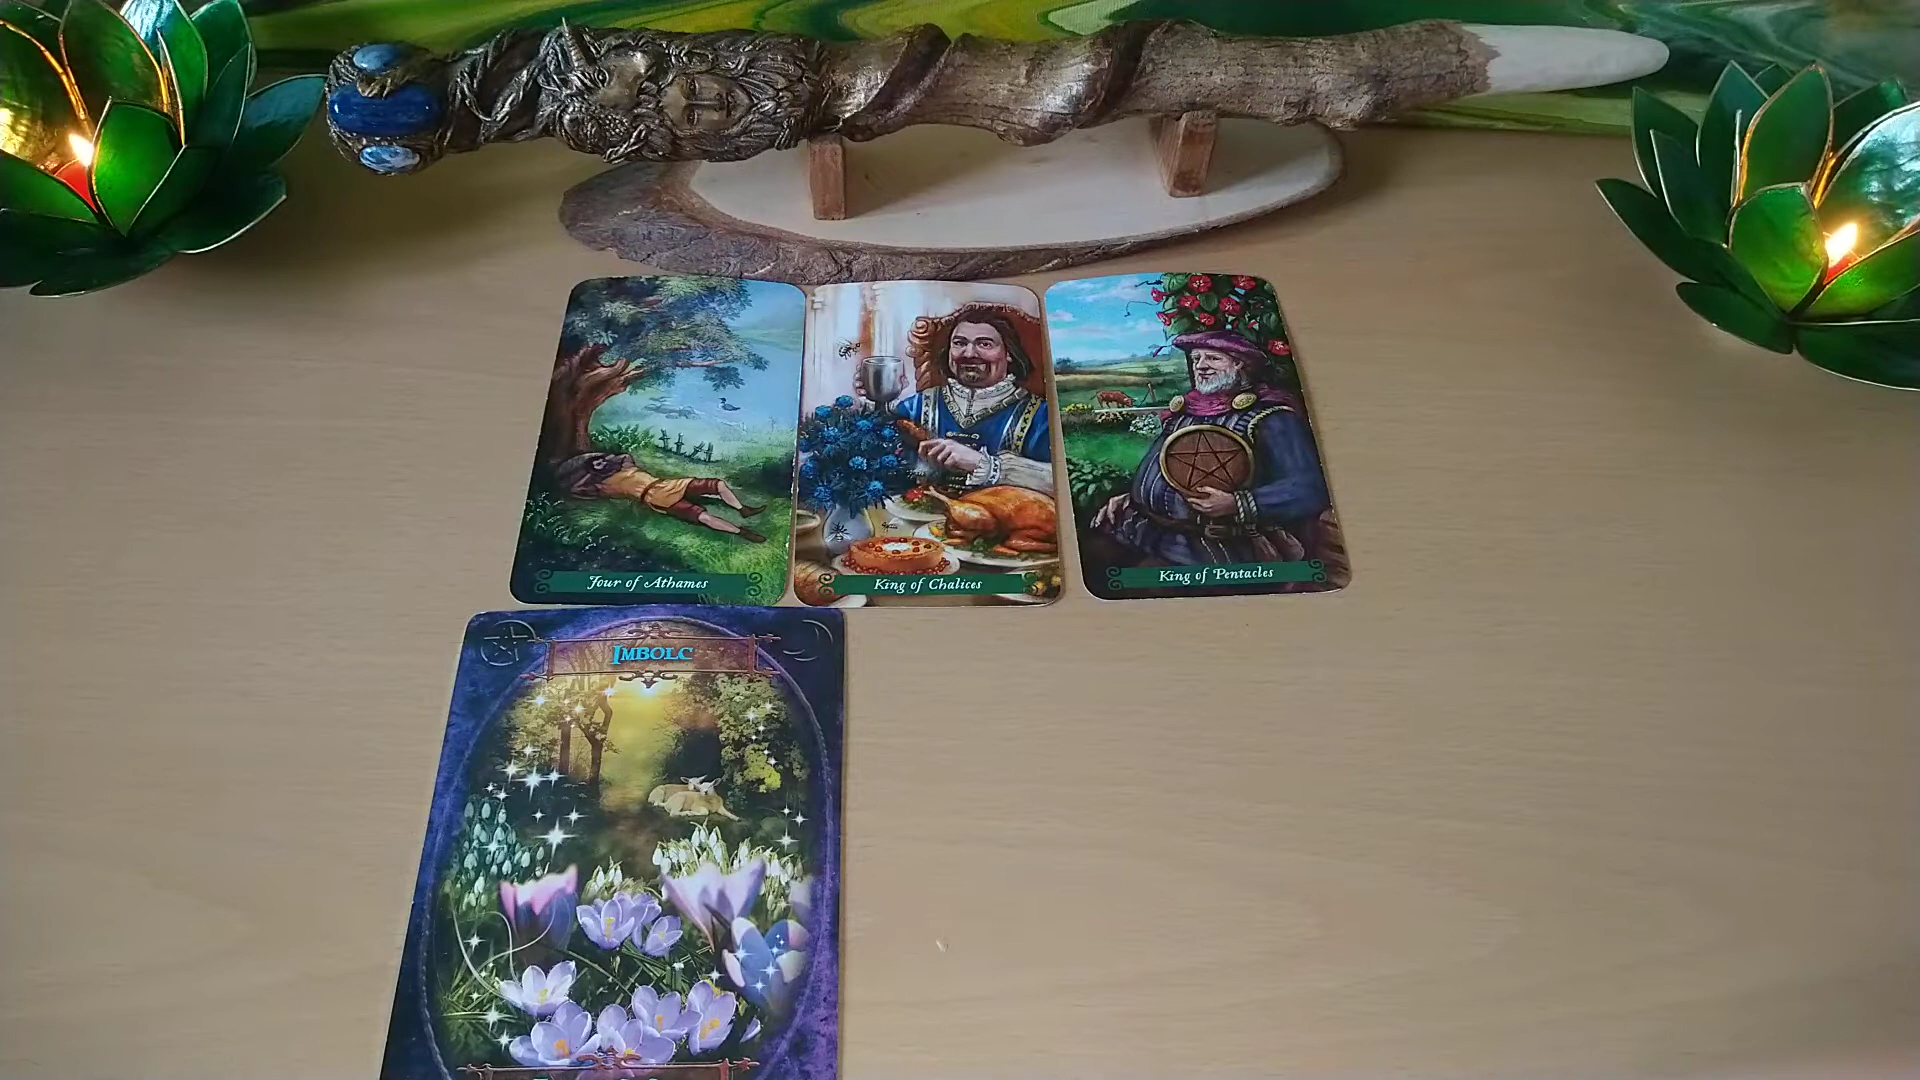 Four of Athames
King of Chalices
King of Pentacles
IMBOLC